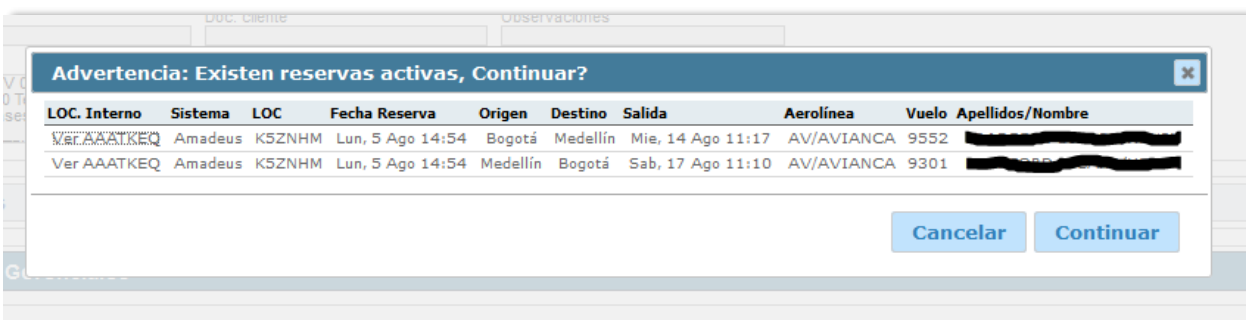 Doc. cliente Observaciones
Advertencia: Existen reservas activas, Continuar?
LOC. Interno Sistema LOC Fecha Reserva Origen Destino Salida Aerolínea Vuelo Apellidos/Nombre
Ver AAATKEQ Amadeus K5ZNHM Lun, 5 Ago 14:54 Bogotá Medellín Mie, 14 Ago 11:17 AV/AVIANCA 9552
Ver AAATKEQ Amadeus K5ZNHM Lun, 5 Ago 14:54 Medellín Bogotá Sab, 17 Ago 11:10 AV/AVIANCA 9301
Cancelar Continuar